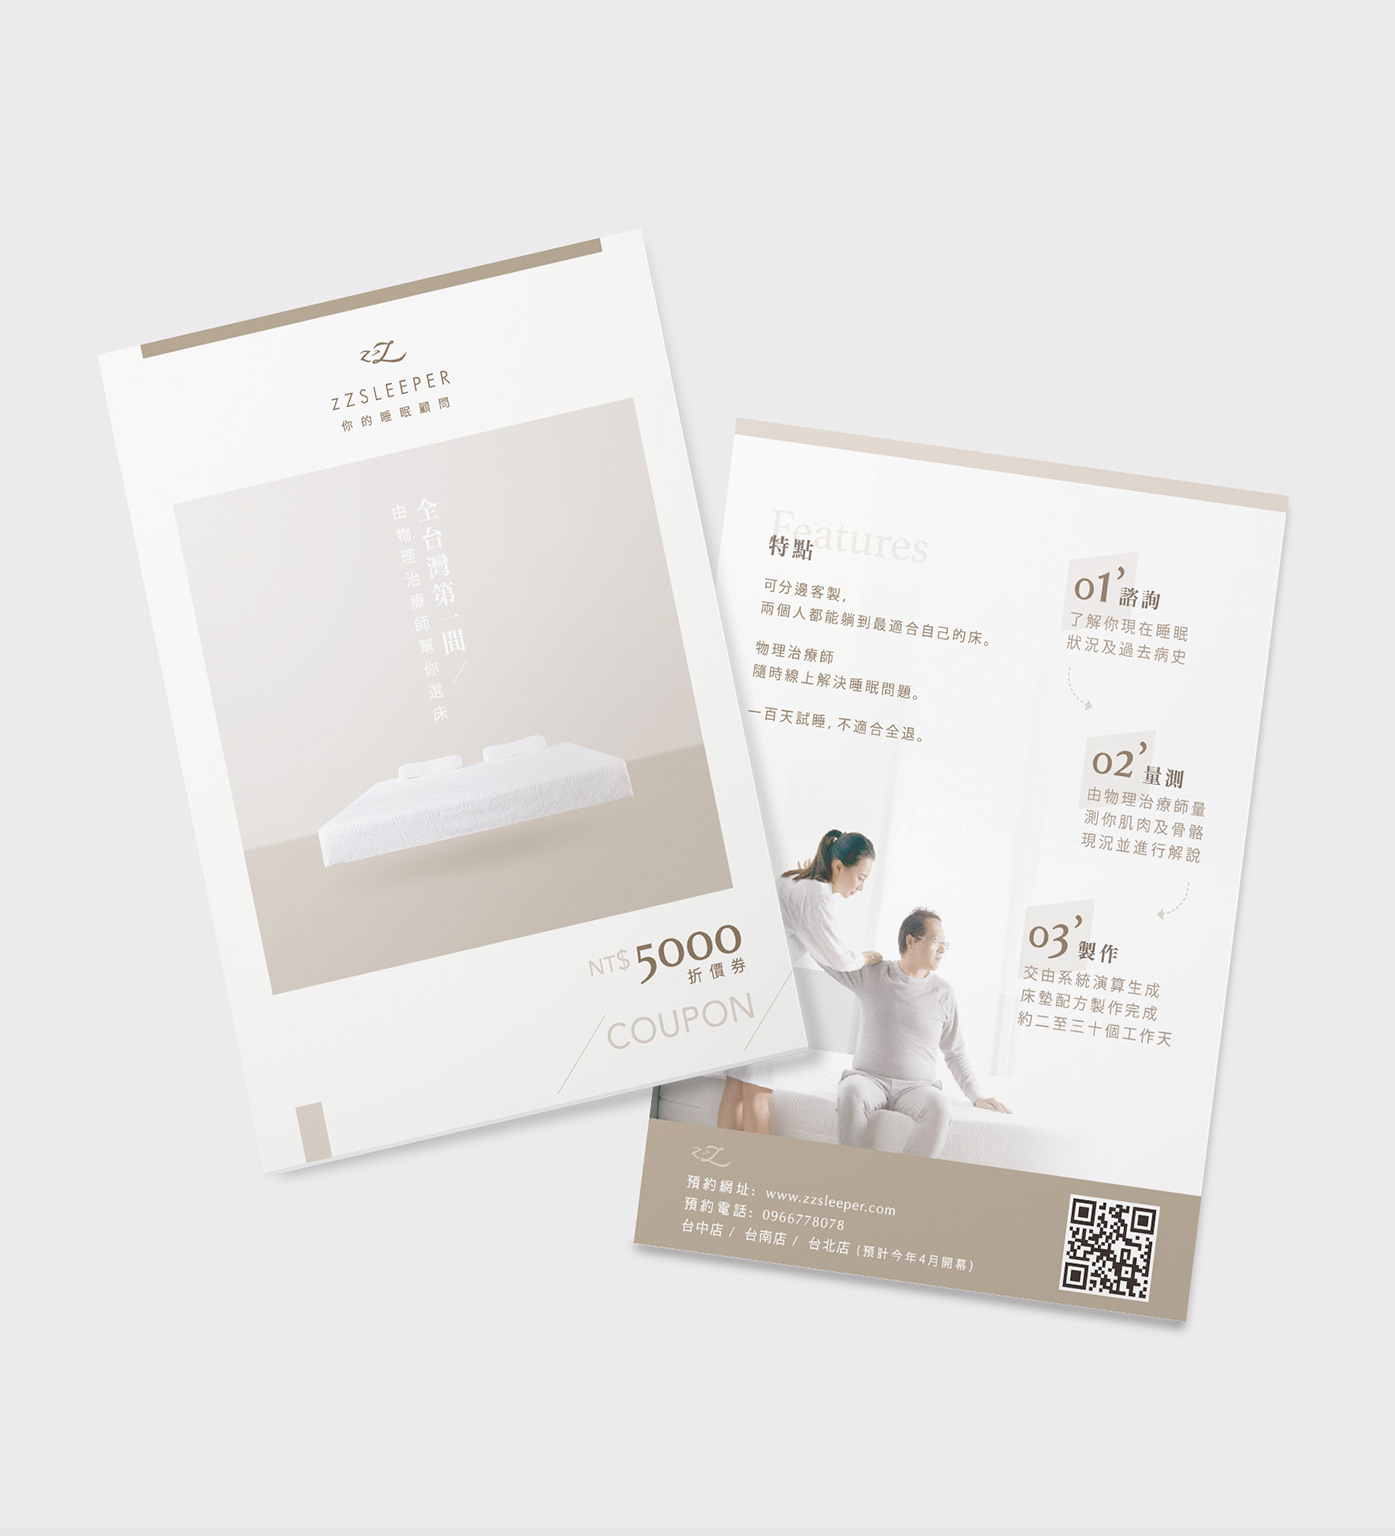 zzL
ZZSLEEPER
你的睡眠顧問
全台灣第一間
由物理治療師幫你選床
NT$5000
折價券
COUPON
Features
特點
可分邊客製,
兩個人都能躺到最適合自己的床。
物理治療師
隨時線上解決睡眠問題。
一百天試睡, 不適合全退。
01’諮詢
了解你現在睡眠
狀況及過去病史
02’量測
由物理治療師量
測你肌肉及骨骼
現況並進行解說
03’製作
交由系統演算生成
床墊配方製作完成
約二至三十個工作天
zzL
預約網址: www.zzsleeper.com
預約電話: 0966778078
台中店 / 台南店 / 台北店 (預計今年4月開幕)